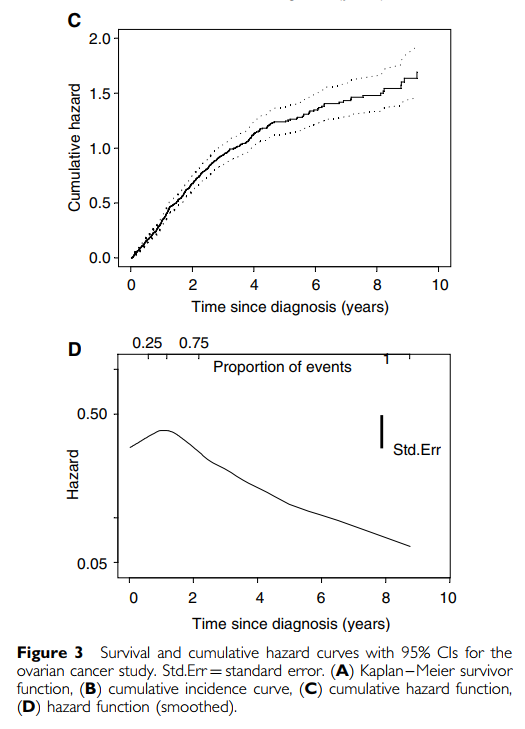 C
2.0
1.5
1.0
0.5
0.0
Cumulative hazard
0 2 4 6 8 10
Time since diagnosis (years)
D
0.25 0.75 1
Proportion of events
0.50
Std.Err
Hazard
0.05
0 2 4 6 8 10
Time since diagnosis (years)
Figure 3 Survival and cumulative hazard curves with 95% CIs for the
ovarian cancer study. Std.Err = standard error. (A) Kaplan–Meier survivor
function, (B) cumulative incidence curve, (C) cumulative hazard function,
(D) hazard function (smoothed).